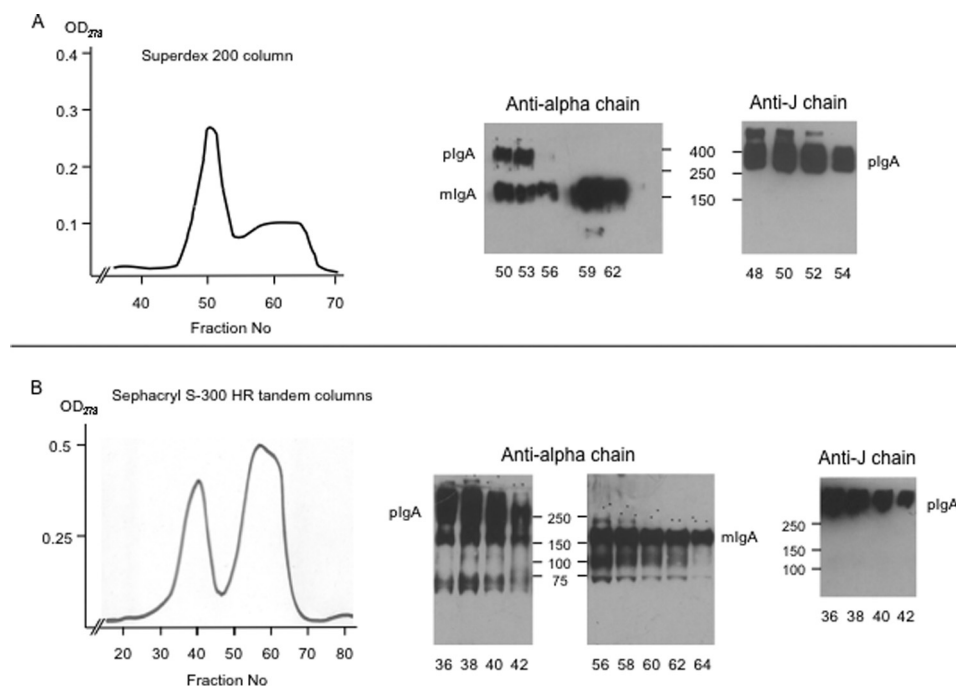 A
OD278
Superdex 200 column
0.4
0.3
0.2
0.1
40 50 60 70
Fraction No
Anti-alpha chain
pIgA
mIgA
50 53 56 59 62
400
250
150
Anti-J chain
pIgA
48 50 52 54
B
OD278
Sephacryl S-300 HR tandem columns
0.5
0.25
20 30 40 50 60 70 80
Fraction No
Anti-alpha chain
pIgA
250
150
100
75
mIgA
36 38 40 42
56 58 60 62 64
Anti-J chain
250
150
100
pIgA
36 38 40 42